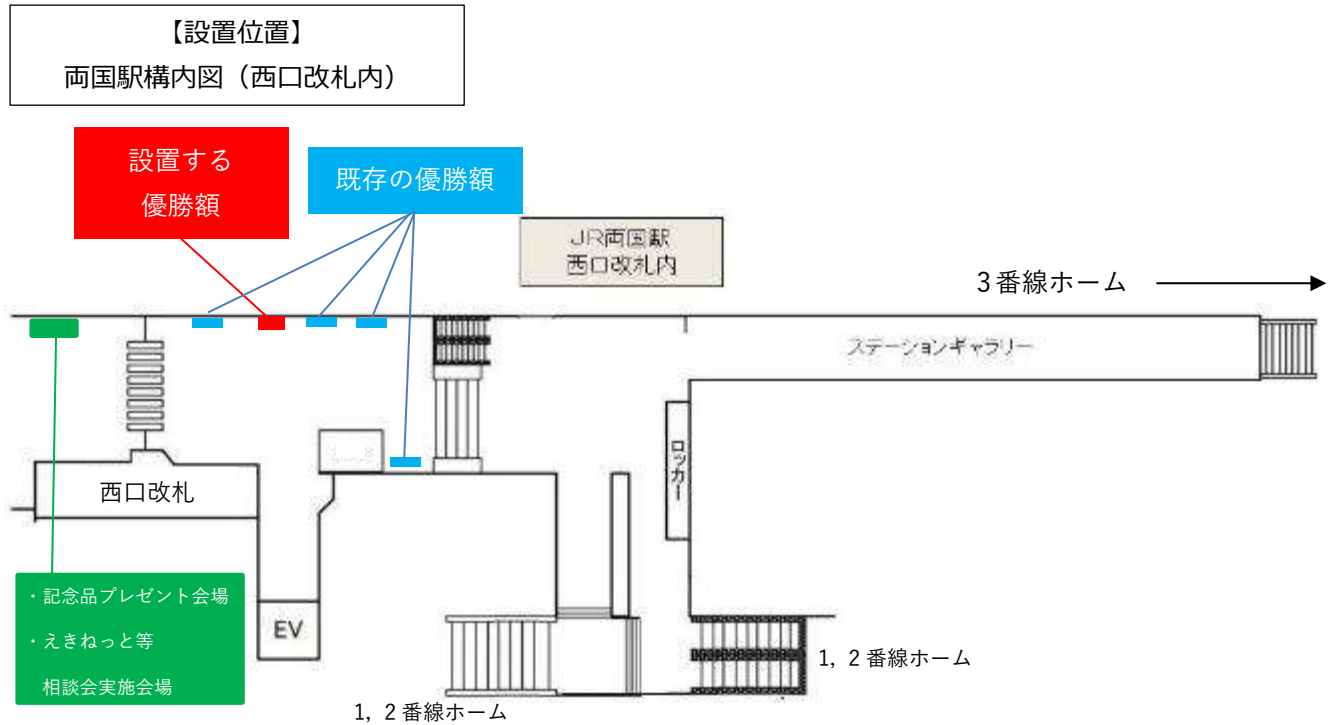 【設置位置】
両国駅構内図（西口改札内）
設置する
優勝額
既存の優勝額
JR両国駅
西口改札内
3番線ホーム
ステーションギャラリー
ロッカー
西口改札
・記念品プレゼント会場
・えきねっと等
相談会実施会場
EV
1, 2番線ホーム
1, 2番線ホーム